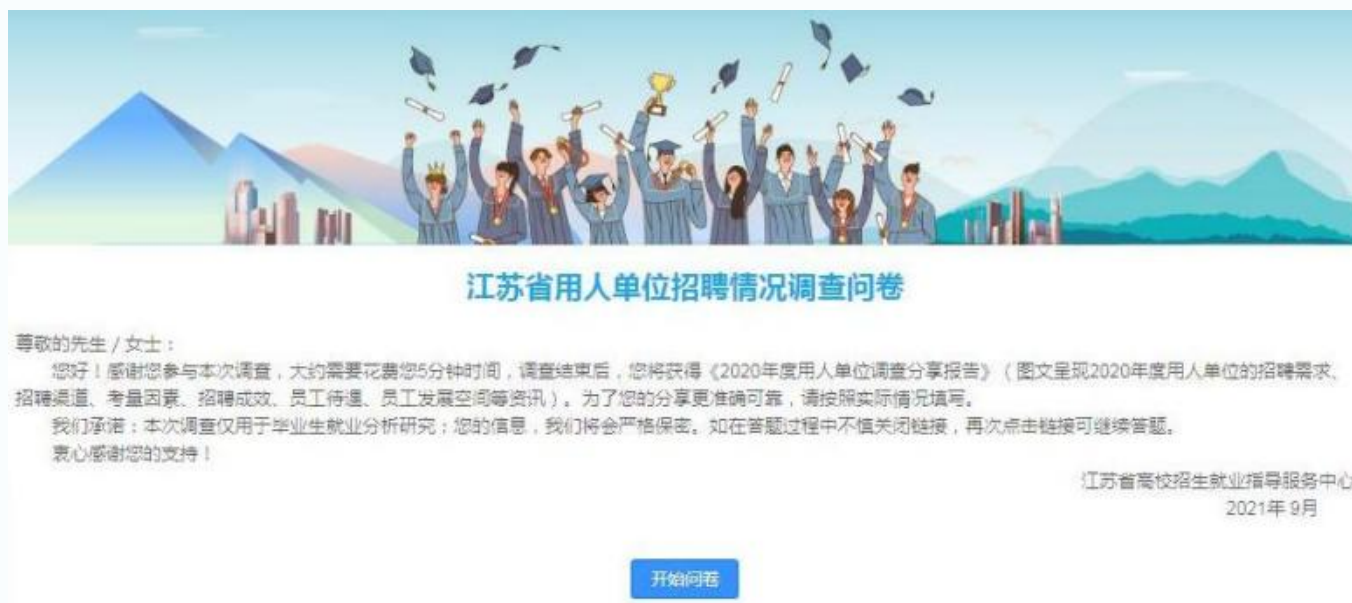 江苏省用人单位招聘情况调查问卷
尊敬的先生 / 女士：
您好！感谢您参与本次调查，大约需要花费您5分钟时间，调查结束后，您将获得《2020年度用人单位调查分享报告》（图文呈现2020年度用人单位的招聘需求、
招聘渠道、考量因素、招聘成效、员工待遇、员工发展空间等资讯）。为了您的分享更准确可靠，请按照实际情况填写。
我们承诺：本次调查仅用于毕业生就业分析研究；您的信息，我们将会严格保密。如在答题过程中不慎关闭链接，再次点击链接可继续答题。
衷心感谢您的支持！
江苏省高校招生就业指导服务中心
2021年 9月
开始问卷